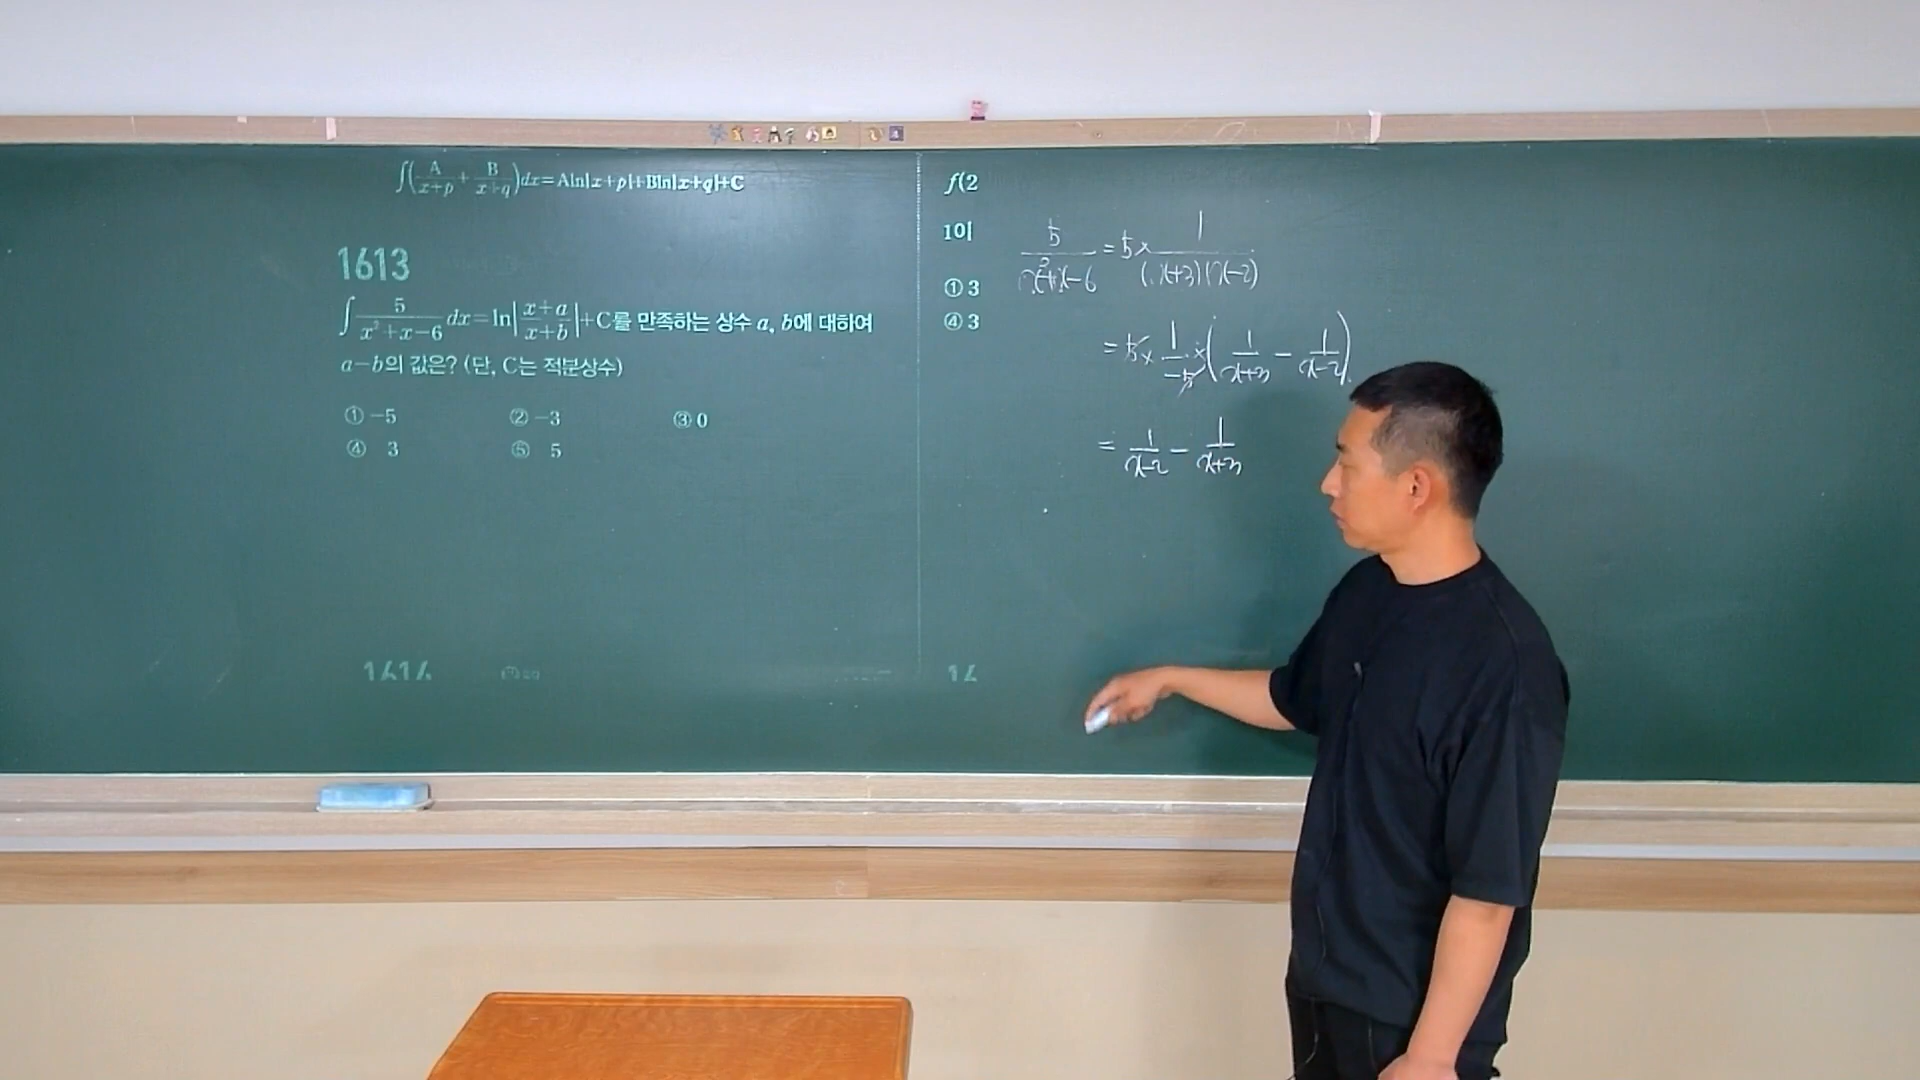 ∫(A/(x+p) + B/(x+q))dx=Aln|x+p|+Bln|x+q|+C
1613
∫ 5/(x²+x−6) dx=ln|(x+a)/(x+b)|+C를 만족하는 상수 a, b에 대하여
a−b의 값은? (단, C는 적분상수)
① −5 ② −3 ③ 0
④ 3 ⑤ 5
1614
f(2
① 3
④ 3
5/(x²+x−6) = 5× 1/((x+3)(x−2))
= 5× 1/−5 ×(1/(x+3) − 1/(x−2))
= 1/(x−2) − 1/(x+3)